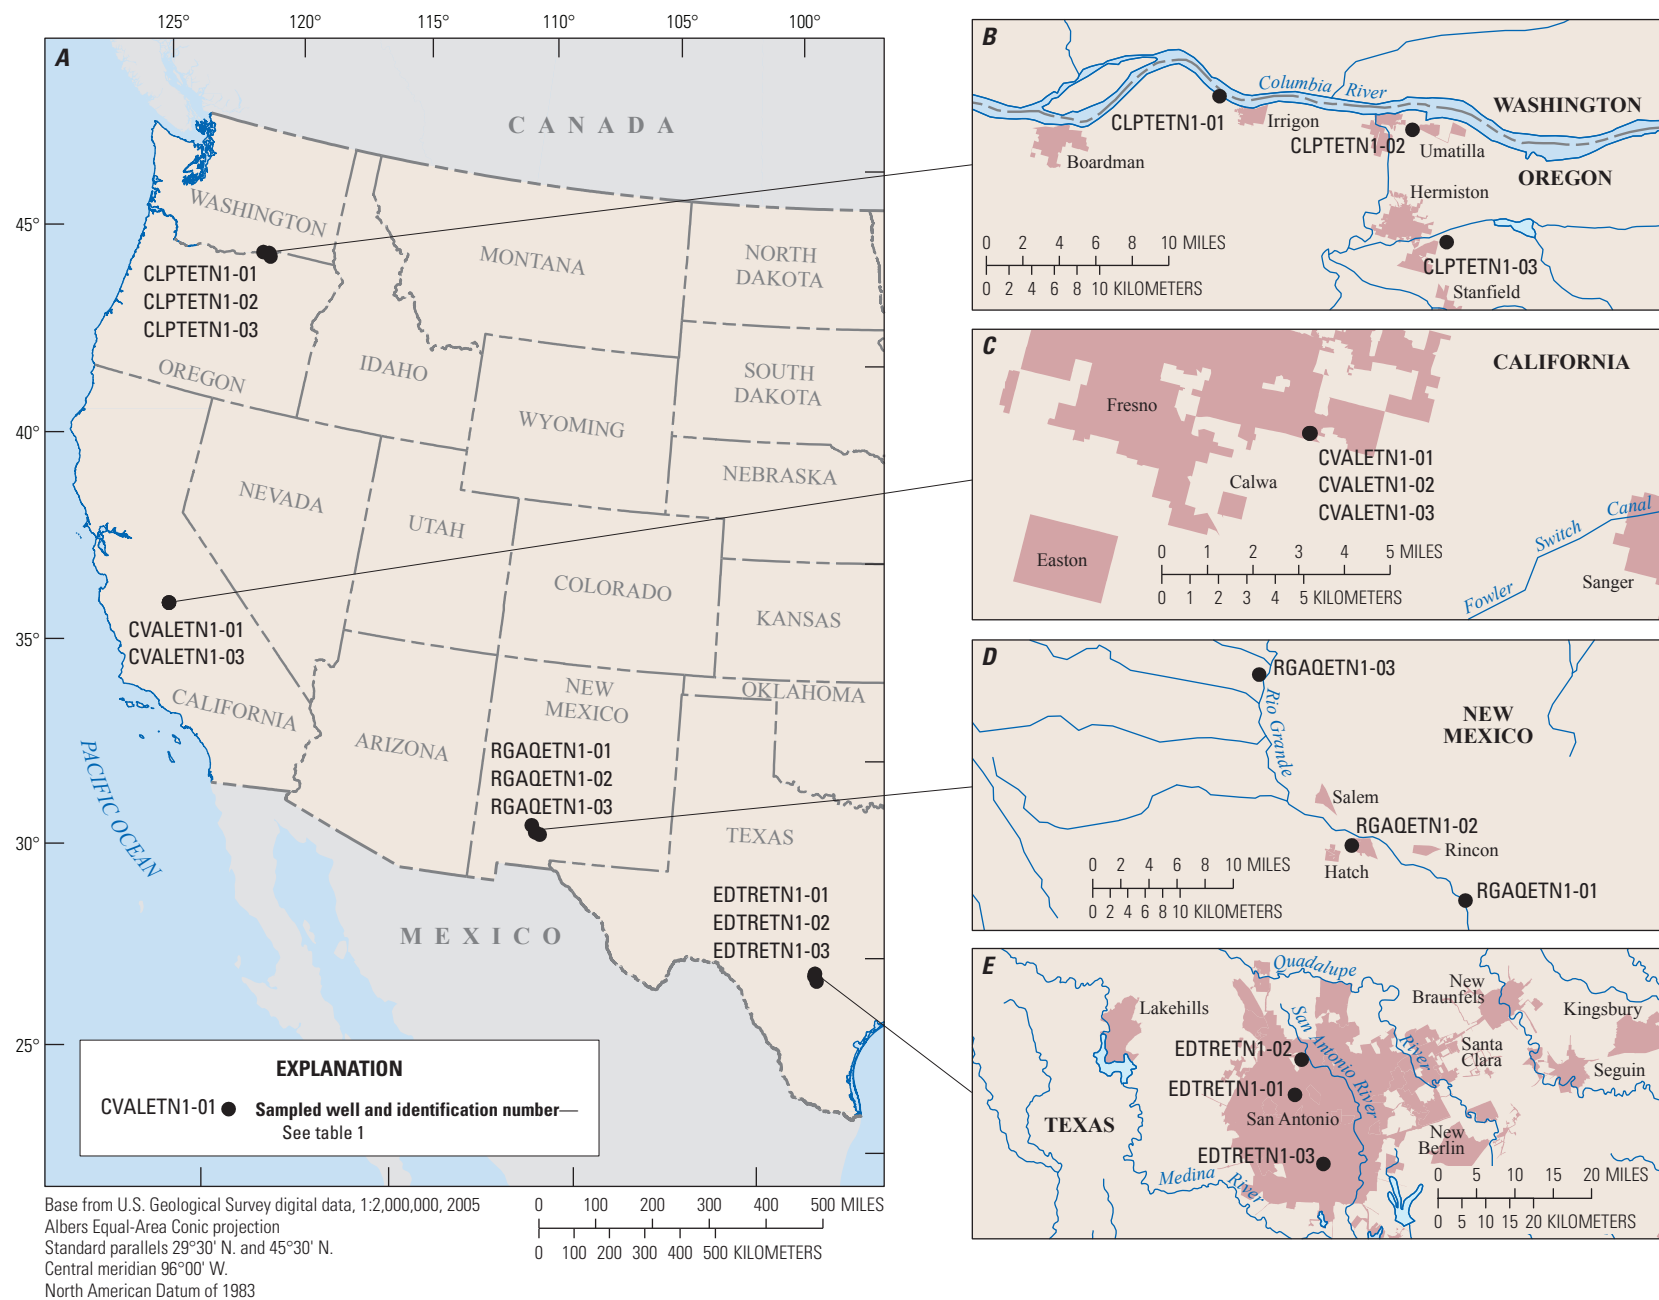 125°
120°
115°
110°
105°
100°
A
CANADA
WASHINGTON
45°
MONTANA
NORTH
DAKOTA
CLPTETN1-01
CLPTETN1-02
CLPTETN1-03
OREGON
IDAHO
SOUTH
DAKOTA
WYOMING
40°
NEBRASKA
NEVADA
UTAH
COLORADO
KANSAS
CVALETN1-01
CVALETN1-03
35°
CALIFORNIA
NEW
MEXICO
OKLAHOMA
ARIZONA
RGAQETN1-01
RGAQETN1-02
RGAQETN1-03
PACIFIC OCEAN
TEXAS
30°
EDTRETN1-01
EDTRETN1-02
EDTRETN1-03
MEXICO
25°
EXPLANATION
CVALETN1-01
Sampled well and identification number—
See table 1
Base from U.S. Geological Survey digital data, 1:2,000,000, 2005
Albers Equal-Area Conic projection
Standard parallels 29°30' N. and 45°30' N.
Central meridian 96°00' W.
North American Datum of 1983
0 100 200 300 400 500 MILES
0 100 200 300 400 500 KILOMETERS
B
Columbia River
WASHINGTON
CLPTETN1-01
Irrigon
CLPTETN1-02
Umatilla
Boardman
OREGON
Hermiston
0 2 4 6 8 10 MILES
0 2 4 6 8 10 KILOMETERS
CLPTETN1-03
Stanfield
C
CALIFORNIA
Fresno
CVALETN1-01
CVALETN1-02
CVALETN1-03
Calwa
Easton
Fowler Switch Canal
Sanger
0 1 2 3 4 5 MILES
0 1 2 3 4 5 KILOMETERS
D
RGAQETN1-03
Rio Grande
NEW
MEXICO
Salem
RGAQETN1-02
Rincon
Hatch
RGAQETN1-01
0 2 4 6 8 10 MILES
0 2 4 6 8 10 KILOMETERS
E
Quadalupe
River
Lakehills
New
Braunfels
Kingsbury
San Antonio River
EDTRETN1-02
Santa
Clara
Seguin
EDTRETN1-01
San Antonio
TEXAS
New
Berlin
EDTRETN1-03
Medina River
0 5 10 15 20 MILES
0 5 10 15 20 KILOMETERS